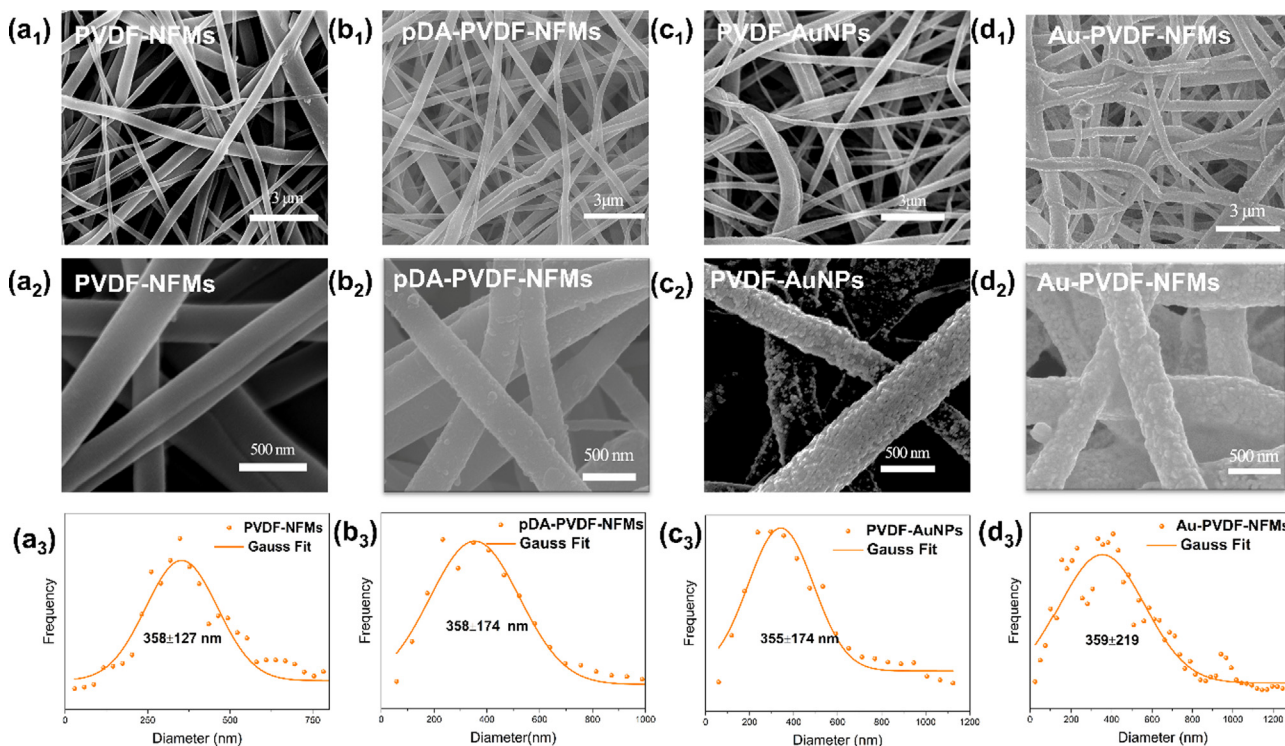 (a1)
PVDF-NFMs
3 μm
(b1)
pDA-PVDF-NFMs
3μm
(c1)
PVDF-AuNPs
3μm
(d1)
Au-PVDF-NFMs
3 μm
(a2)
PVDF-NFMs
500 nm
(b2)
pDA-PVDF-NFMs
500 nm
(c2)
PVDF-AuNPs
500 nm
(d2)
Au-PVDF-NFMs
500 nm
(a3)
PVDF-NFMs
Gauss Fit
358±127 nm
Frequency
0 250 500 750
Diameter (nm)
(b3)
pDA-PVDF-NFMs
Gauss Fit
358±174 nm
Frequency
0 200 400 600 800 1000
Diameter(nm)
(c3)
PVDF-AuNPs
Gauss Fit
355±174 nm
Frequency
0 200 400 600 800 1000 1200
Diameter (nm)
(d3)
Au-PVDF-NFMs
Gauss Fit
359±219
Frequency
0 200 400 600 800 1000 1200
Diameter (nm)